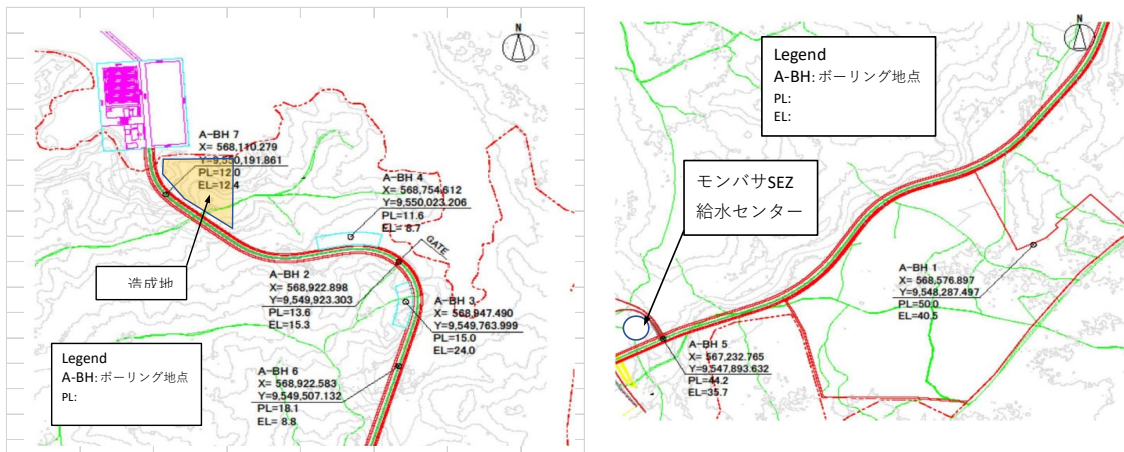 N
A-BH 7
X= 568,110.279
Y=9,550,191.861
PL=12.0
EL=12.4
A-BH 4
X= 568,754.612
Y=9,550,023.206
PL=11.6
EL= 8.7
GATE
造成地
A-BH 2
X= 568,922.898
Y=9,549,923.303
PL=13.6
EL=15.3
A-BH 3
X= 568,947.490
Y=9,549,763.999
PL=15.0
EL=24.0
Legend
A-BH:ボーリング地点
PL:
A-BH 6
X= 568,922.583
Y=9,549,507.132
PL=18.1
EL= 8.8
N
Legend
A-BH:ボーリング地点
PL:
EL:
モンバサSEZ
給水センター
A-BH 1
X= 568,576.897
Y=9,548,287.497
PL=50.0
EL=40.5
A-BH 5
X= 567,232.765
Y=9,547,893.632
PL=44.2
EL=35.7